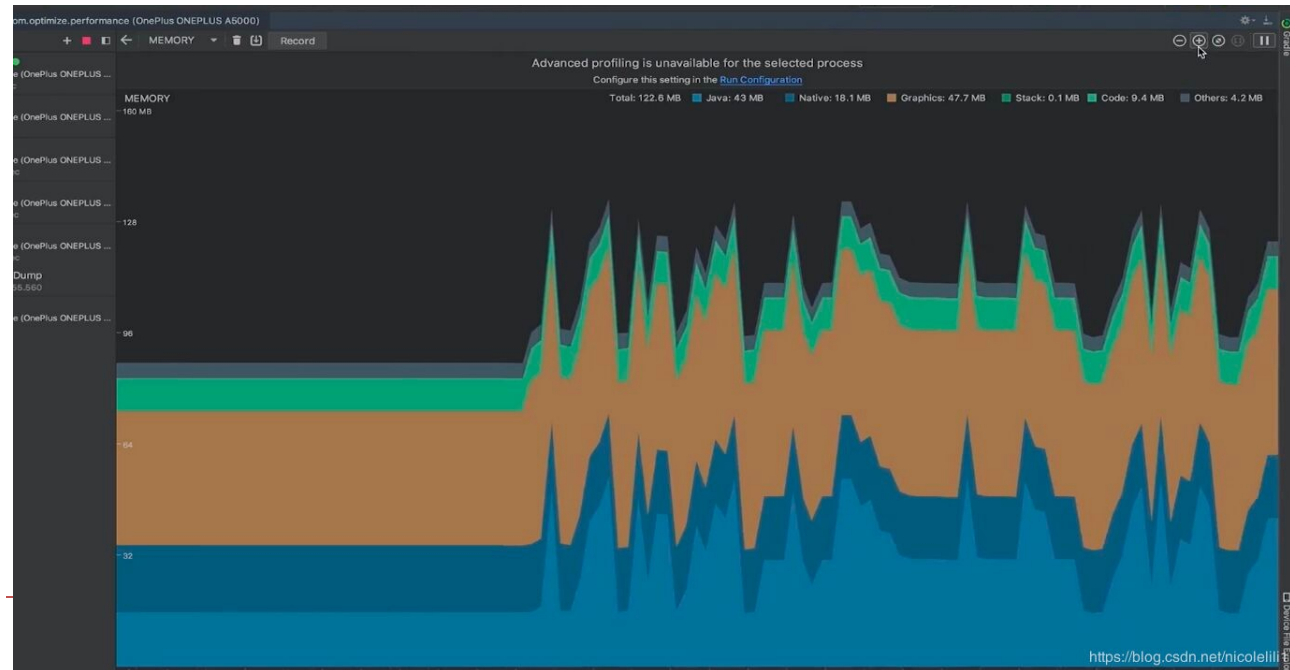 om.optimize.performance (OnePlus ONEPLUS A5000)
MEMORY Record
Advanced profiling is unavailable for the selected process
Configure this setting in the Run Configuration
MEMORY Total: 122.6 MB Java: 43 MB Native: 18.1 MB Graphics: 47.7 MB Stack: 0.1 MB Code: 9.4 MB Others: 4.2 MB
160 MB
e (OnePlus ONEPLUS ...
c
e (OnePlus ONEPLUS ...
e (OnePlus ONEPLUS ...
c
e (OnePlus ONEPLUS ...
c
e (OnePlus ONEPLUS ...
c
Dump
55.560
e (OnePlus ONEPLUS ...
128
96
64
32
Gradle
Device File Explo
https://blog.csdn.net/nicolelili1